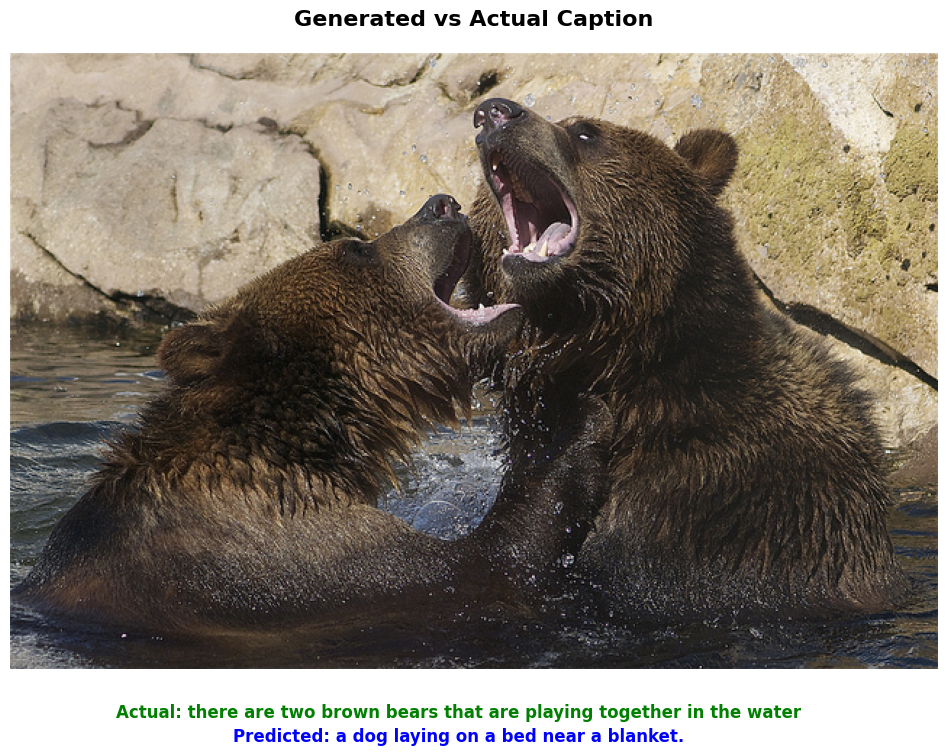 Generated vs Actual Caption
Actual: there are two brown bears that are playing together in the water
Predicted: a dog laying on a bed near a blanket.